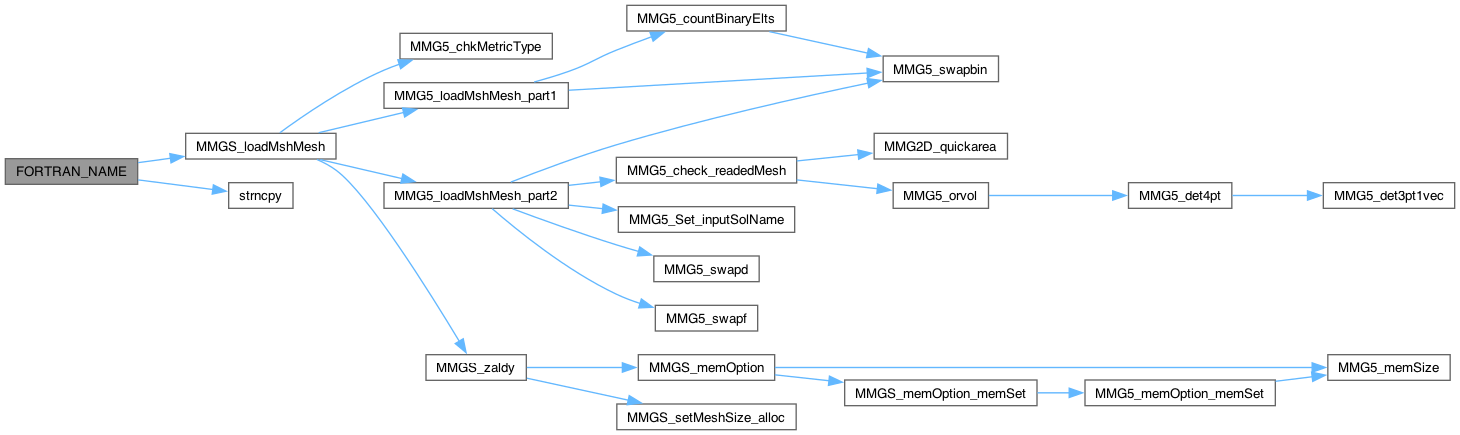 FORTRAN_NAME
MMGS_loadMshMesh
strncpy
MMG5_chkMetricType
MMG5_loadMshMesh_part1
MMG5_loadMshMesh_part2
MMGS_zaldy
MMG5_countBinaryElts
MMG5_swapbin
MMG5_check_readedMesh
MMG5_Set_inputSolName
MMG5_swapd
MMG5_swapf
MMGS_memOption
MMGS_setMeshSize_alloc
MMG2D_quickarea
MMG5_orvol
MMG5_det4pt
MMG5_det3pt1vec
MMGS_memOption_memSet
MMG5_memOption_memSet
MMG5_memSize